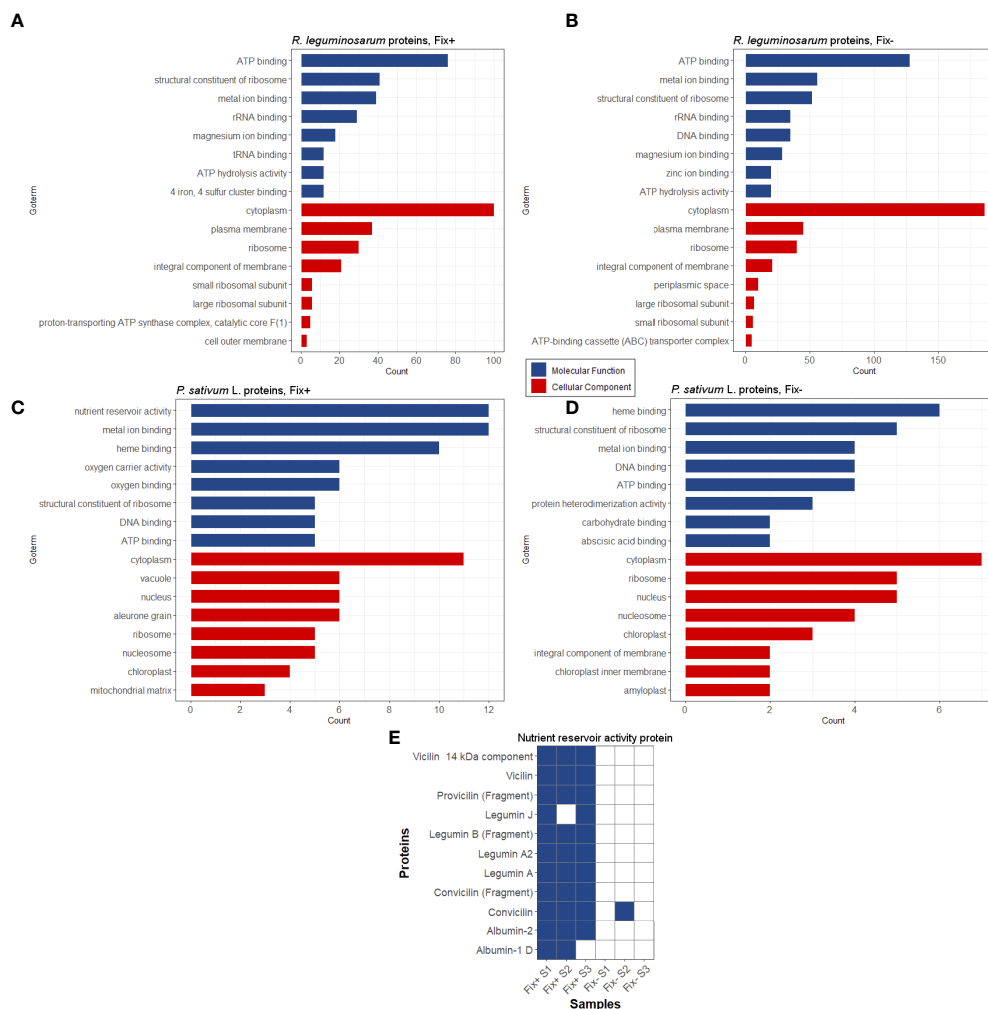 A
R. leguminosarum proteins, Fix+
ATP binding
structural constituent of ribosome
metal ion binding
rRNA binding
magnesium ion binding
tRNA binding
ATP hydrolysis activity
4 iron, 4 sulfur cluster binding
cytoplasm
plasma membrane
ribosome
integral component of membrane
small ribosomal subunit
large ribosomal subunit
proton-transporting ATP synthase complex, catalytic core F(1)
cell outer membrane
Goterm
0 20 40 60 80 100
Count
B
R. leguminosarum proteins, Fix-
ATP binding
metal ion binding
structural constituent of ribosome
rRNA binding
DNA binding
magnesium ion binding
zinc ion binding
ATP hydrolysis activity
cytoplasm
plasma membrane
ribosome
integral component of membrane
periplasmic space
large ribosomal subunit
small ribosomal subunit
ATP-binding cassette (ABC) transporter complex
Goterm
0 50 100 150
Count
Molecular Function
Cellular Component
C
P. sativum L. proteins, Fix+
nutrient reservoir activity
metal ion binding
heme binding
oxygen carrier activity
oxygen binding
structural constituent of ribosome
DNA binding
ATP binding
cytoplasm
vacuole
nucleus
aleurone grain
ribosome
nucleosome
chloroplast
mitochondrial matrix
Goterm
0 2 4 6 8 10 12
Count
D
P. sativum L. proteins, Fix-
heme binding
structural constituent of ribosome
metal ion binding
DNA binding
ATP binding
protein heterodimerization activity
carbohydrate binding
abscisic acid binding
cytoplasm
ribosome
nucleus
nucleosome
chloroplast
integral component of membrane
chloroplast inner membrane
amyloplast
Goterm
0 2 4 6
Count
E
Nutrient reservoir activity protein
Vicilin 14 kDa component
Vicilin
Provicilin (Fragment)
Legumin J
Legumin B (Fragment)
Legumin A2
Legumin A
Convicilin (Fragment)
Convicilin
Albumin-2
Albumin-1 D
Proteins
Fix+ S1 Fix+ S2 Fix+ S3 Fix- S1 Fix- S2 Fix- S3
Samples